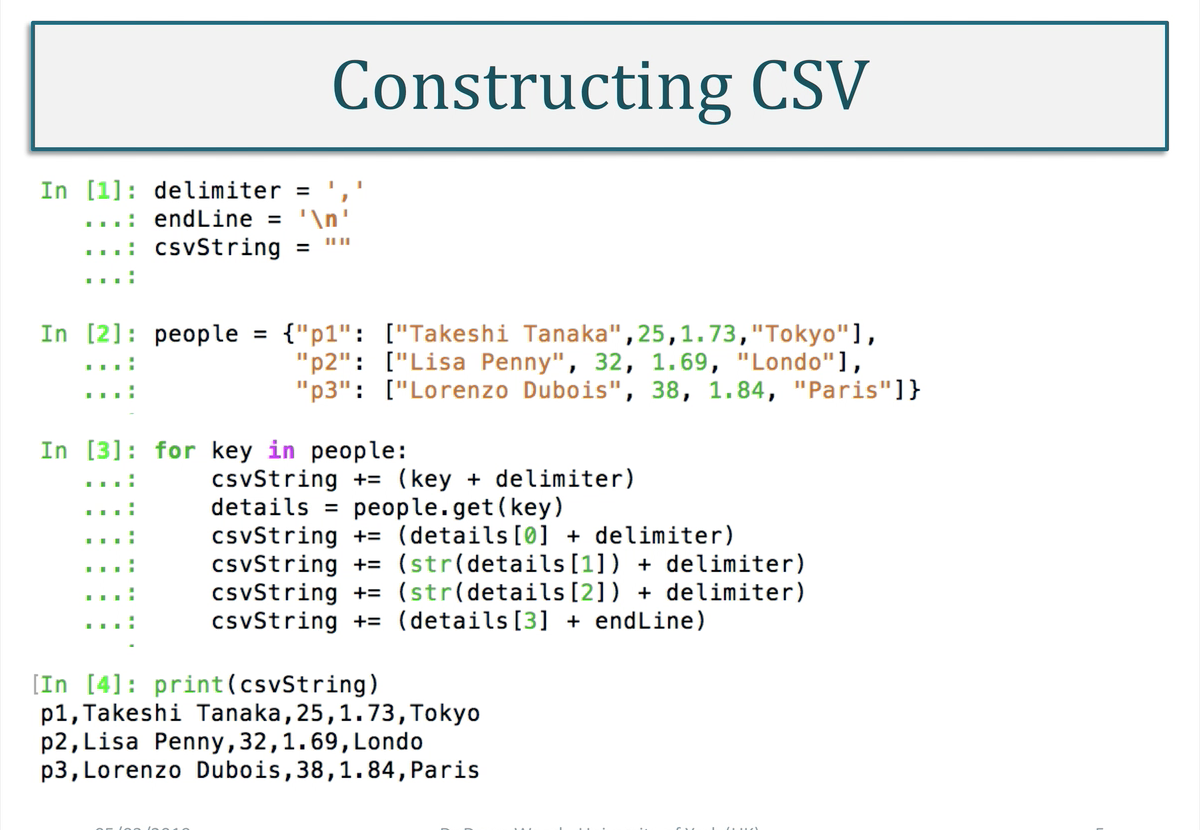 Constructing CSV
In [1]: delimiter = ','
...: endLine = '\n'
...: csvString = ""
...:
In [2]: people = {"p1": ["Takeshi Tanaka",25,1.73,"Tokyo"],
...: "p2": ["Lisa Penny", 32, 1.69, "Londo"],
...: "p3": ["Lorenzo Dubois", 38, 1.84, "Paris"]}
In [3]: for key in people:
...: csvString += (key + delimiter)
...: details = people.get(key)
...: csvString += (details[0] + delimiter)
...: csvString += (str(details[1]) + delimiter)
...: csvString += (str(details[2]) + delimiter)
...: csvString += (details[3] + endLine)
[In [4]: print(csvString)
p1,Takeshi Tanaka,25,1.73,Tokyo
p2,Lisa Penny,32,1.69,Londo
p3,Lorenzo Dubois,38,1.84,Paris